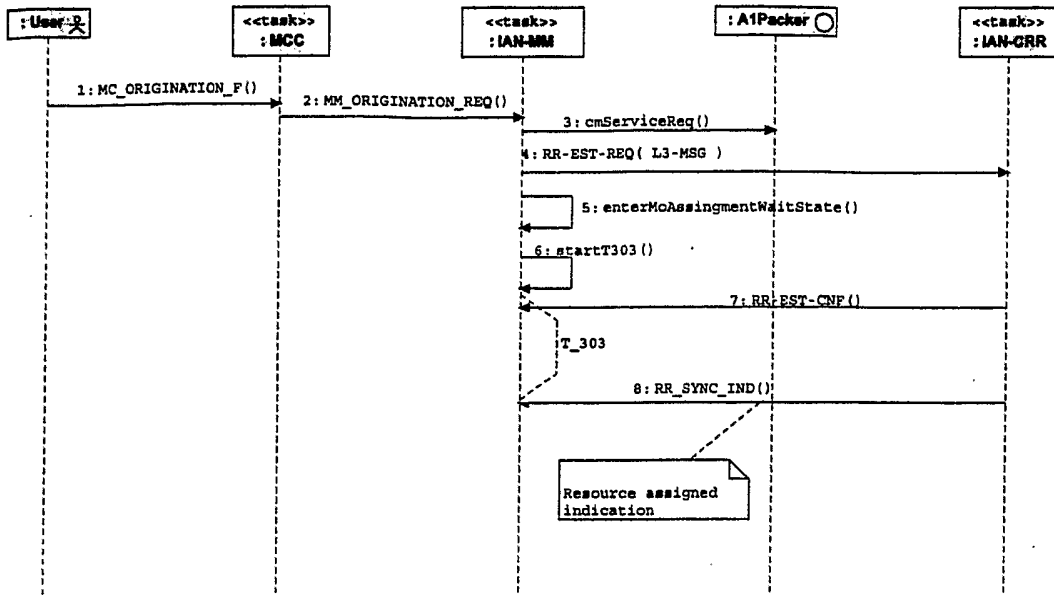 : User
<<task>>
: MCC
<<task>>
: IAN-MM
: A1Packer
<<task>>
: IAN-CRR
1: MC_ORIGINATION_F()
2: MM_ORIGINATION_REQ()
3: cmServiceReq()
4: RR-EST-REQ( L3-MSG )
5: enterMoAssingmentWaitState()
6: startT303()
7: RR-EST-CNF()
T_303
8: RR_SYNC_IND()
Resource assigned
indication